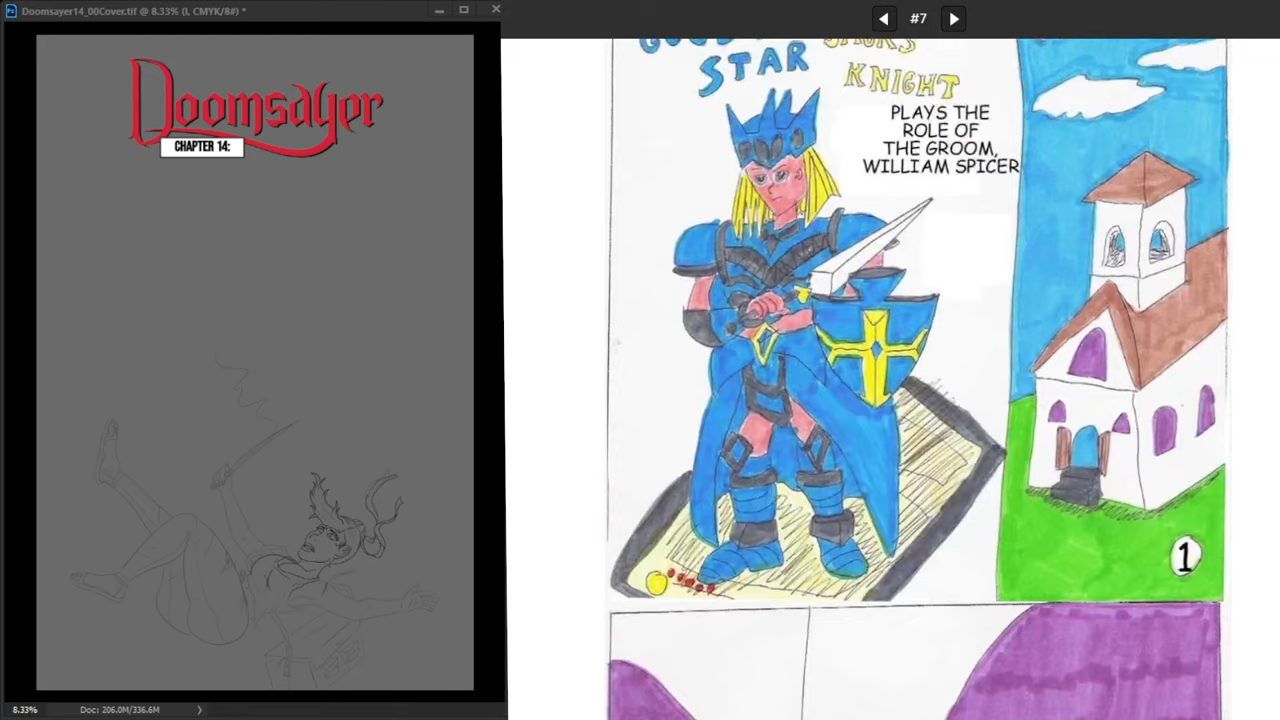 Doomsayer14_00Cover.tif @ 8.33% (I, CMYK/8#) *
Doomsayer
CHAPTER 14:
8.33% Doc: 206.0M/336.6M
#7
STAR
KNIGHT
PLAYS THE
ROLE OF
THE GROOM,
WILLIAM SPICER
1